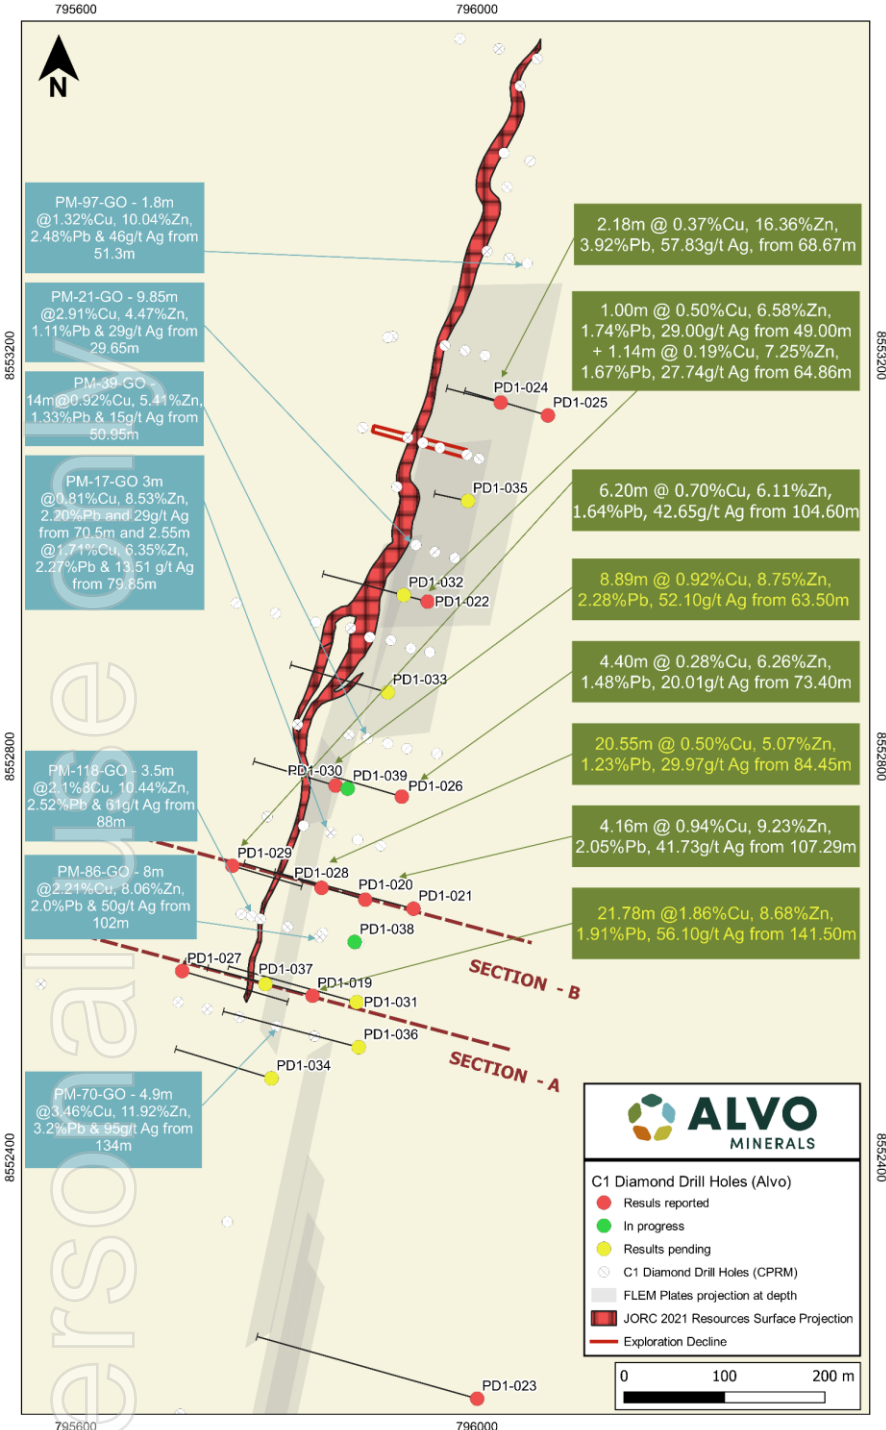 795600
796000
N
PM-97-GO - 1.8m
@1.32%Cu, 10.04%Zn,
2.48%Pb & 46g/t Ag from
51.3m
PM-21-GO - 9.85m
@2.91%Cu, 4.47%Zn,
1.11%Pb & 29g/t Ag from
29.65m
PM-39-GO -
14m@0.92%Cu, 5.41%Zn,
1.33%Pb & 15g/t Ag from
50.95m
PM-17-GO 3m
@0.81%Cu, 8.53%Zn,
2.20%Pb and 29g/t Ag
from 70.5m and 2.55m
@1.71%Cu, 6.35%Zn,
2.27%Pb & 13.51 g/t Ag
from 79.85m
PM-118-GO - 3.5m
@2.1%8Cu, 10.44%Zn,
2.52%Pb & 61g/t Ag from
88m
PM-86-GO - 8m
@2.21%Cu, 8.06%Zn,
2.0%Pb & 50g/t Ag from
102m
PM-70-GO - 4.9m
@3.46%Cu, 11.92%Zn,
3.2%Pb & 95g/t Ag from
134m
2.18m @ 0.37%Cu, 16.36%Zn,
3.92%Pb, 57.83g/t Ag, from 68.67m
1.00m @ 0.50%Cu, 6.58%Zn,
1.74%Pb, 29.00g/t Ag from 49.00m
+ 1.14m @ 0.19%Cu, 7.25%Zn,
1.67%Pb, 27.74g/t Ag from 64.86m
6.20m @ 0.70%Cu, 6.11%Zn,
1.64%Pb, 42.65g/t Ag from 104.60m
8.89m @ 0.92%Cu, 8.75%Zn,
2.28%Pb, 52.10g/t Ag from 63.50m
4.40m @ 0.28%Cu, 6.26%Zn,
1.48%Pb, 20.01g/t Ag from 73.40m
20.55m @ 0.50%Cu, 5.07%Zn,
1.23%Pb, 29.97g/t Ag from 84.45m
4.16m @ 0.94%Cu, 9.23%Zn,
2.05%Pb, 41.73g/t Ag from 107.29m
21.78m @1.86%Cu, 8.68%Zn,
1.91%Pb, 56.10g/t Ag from 141.50m
PD1-024
PD1-025
PD1-035
PD1-032
PD1-022
PD1-033
PD1-030
PD1-039
PD1-026
PD1-029
PD1-028
PD1-020
PD1-021
PD1-038
PD1-027
PD1-037
PD1-019
PD1-031
PD1-036
PD1-034
PD1-023
SECTION - B
SECTION - A
8553200
8553200
8552800
8552800
8552400
8552400
ersonal use only
ALVO
MINERALS
C1 Diamond Drill Holes (Alvo)
Resuls reported
In progress
Results pending
C1 Diamond Drill Holes (CPRM)
FLEM Plates projection at depth
JORC 2021 Resources Surface Projection
Exploration Decline
0 100 200 m
795600
796000